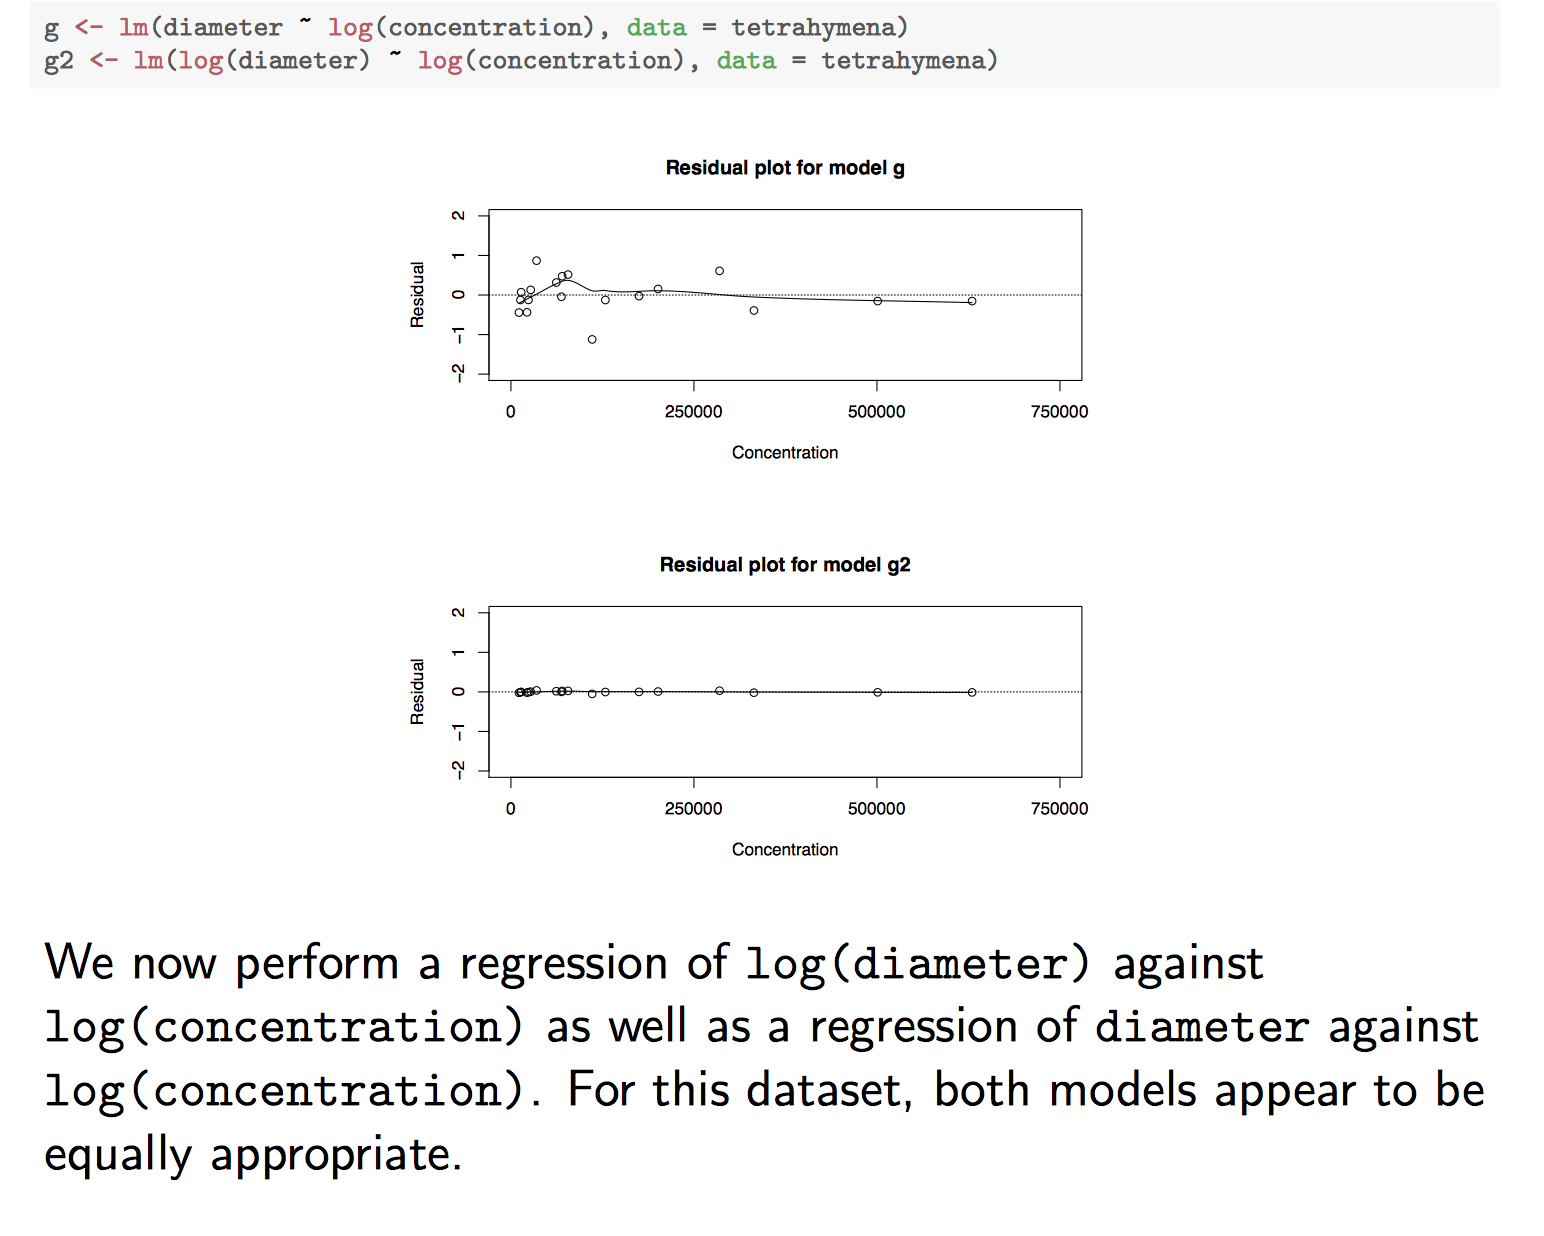 g <- lm(diameter ~ log(concentration), data = tetrahymena)
g2 <- lm(log(diameter) ~ log(concentration), data = tetrahymena)
Residual plot for model g
2
1
0
−1
−2
Residual
0 250000 500000 750000
Concentration
Residual plot for model g2
2
1
0
−1
−2
Residual
0 250000 500000 750000
Concentration
We now perform a regression of log(diameter) against
log(concentration) as well as a regression of diameter against
log(concentration). For this dataset, both models appear to be
equally appropriate.